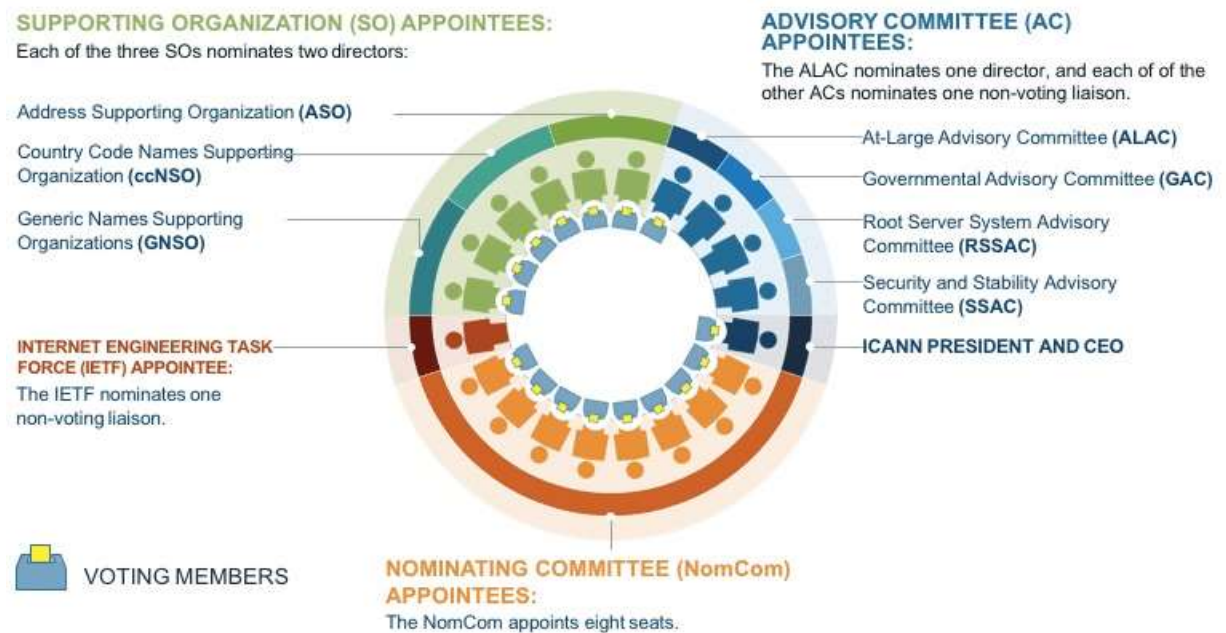 SUPPORTING ORGANIZATION (SO) APPOINTEES:
Each of the three SOs nominates two directors:
Address Supporting Organization (ASO)
Country Code Names Supporting
Organization (ccNSO)
Generic Names Supporting
Organizations (GNSO)
INTERNET ENGINEERING TASK
FORCE (IETF) APPOINTEE:
The IETF nominates one
non-voting liaison.
ADVISORY COMMITTEE (AC)
APPOINTEES:
The ALAC nominates one director, and each of of the
other ACs nominates one non-voting liaison.
At-Large Advisory Committee (ALAC)
Governmental Advisory Committee (GAC)
Root Server System Advisory
Committee (RSSAC)
Security and Stability Advisory
Committee (SSAC)
ICANN PRESIDENT AND CEO
VOTING MEMBERS
NOMINATING COMMITTEE (NomCom)
APPOINTEES:
The NomCom appoints eight seats.